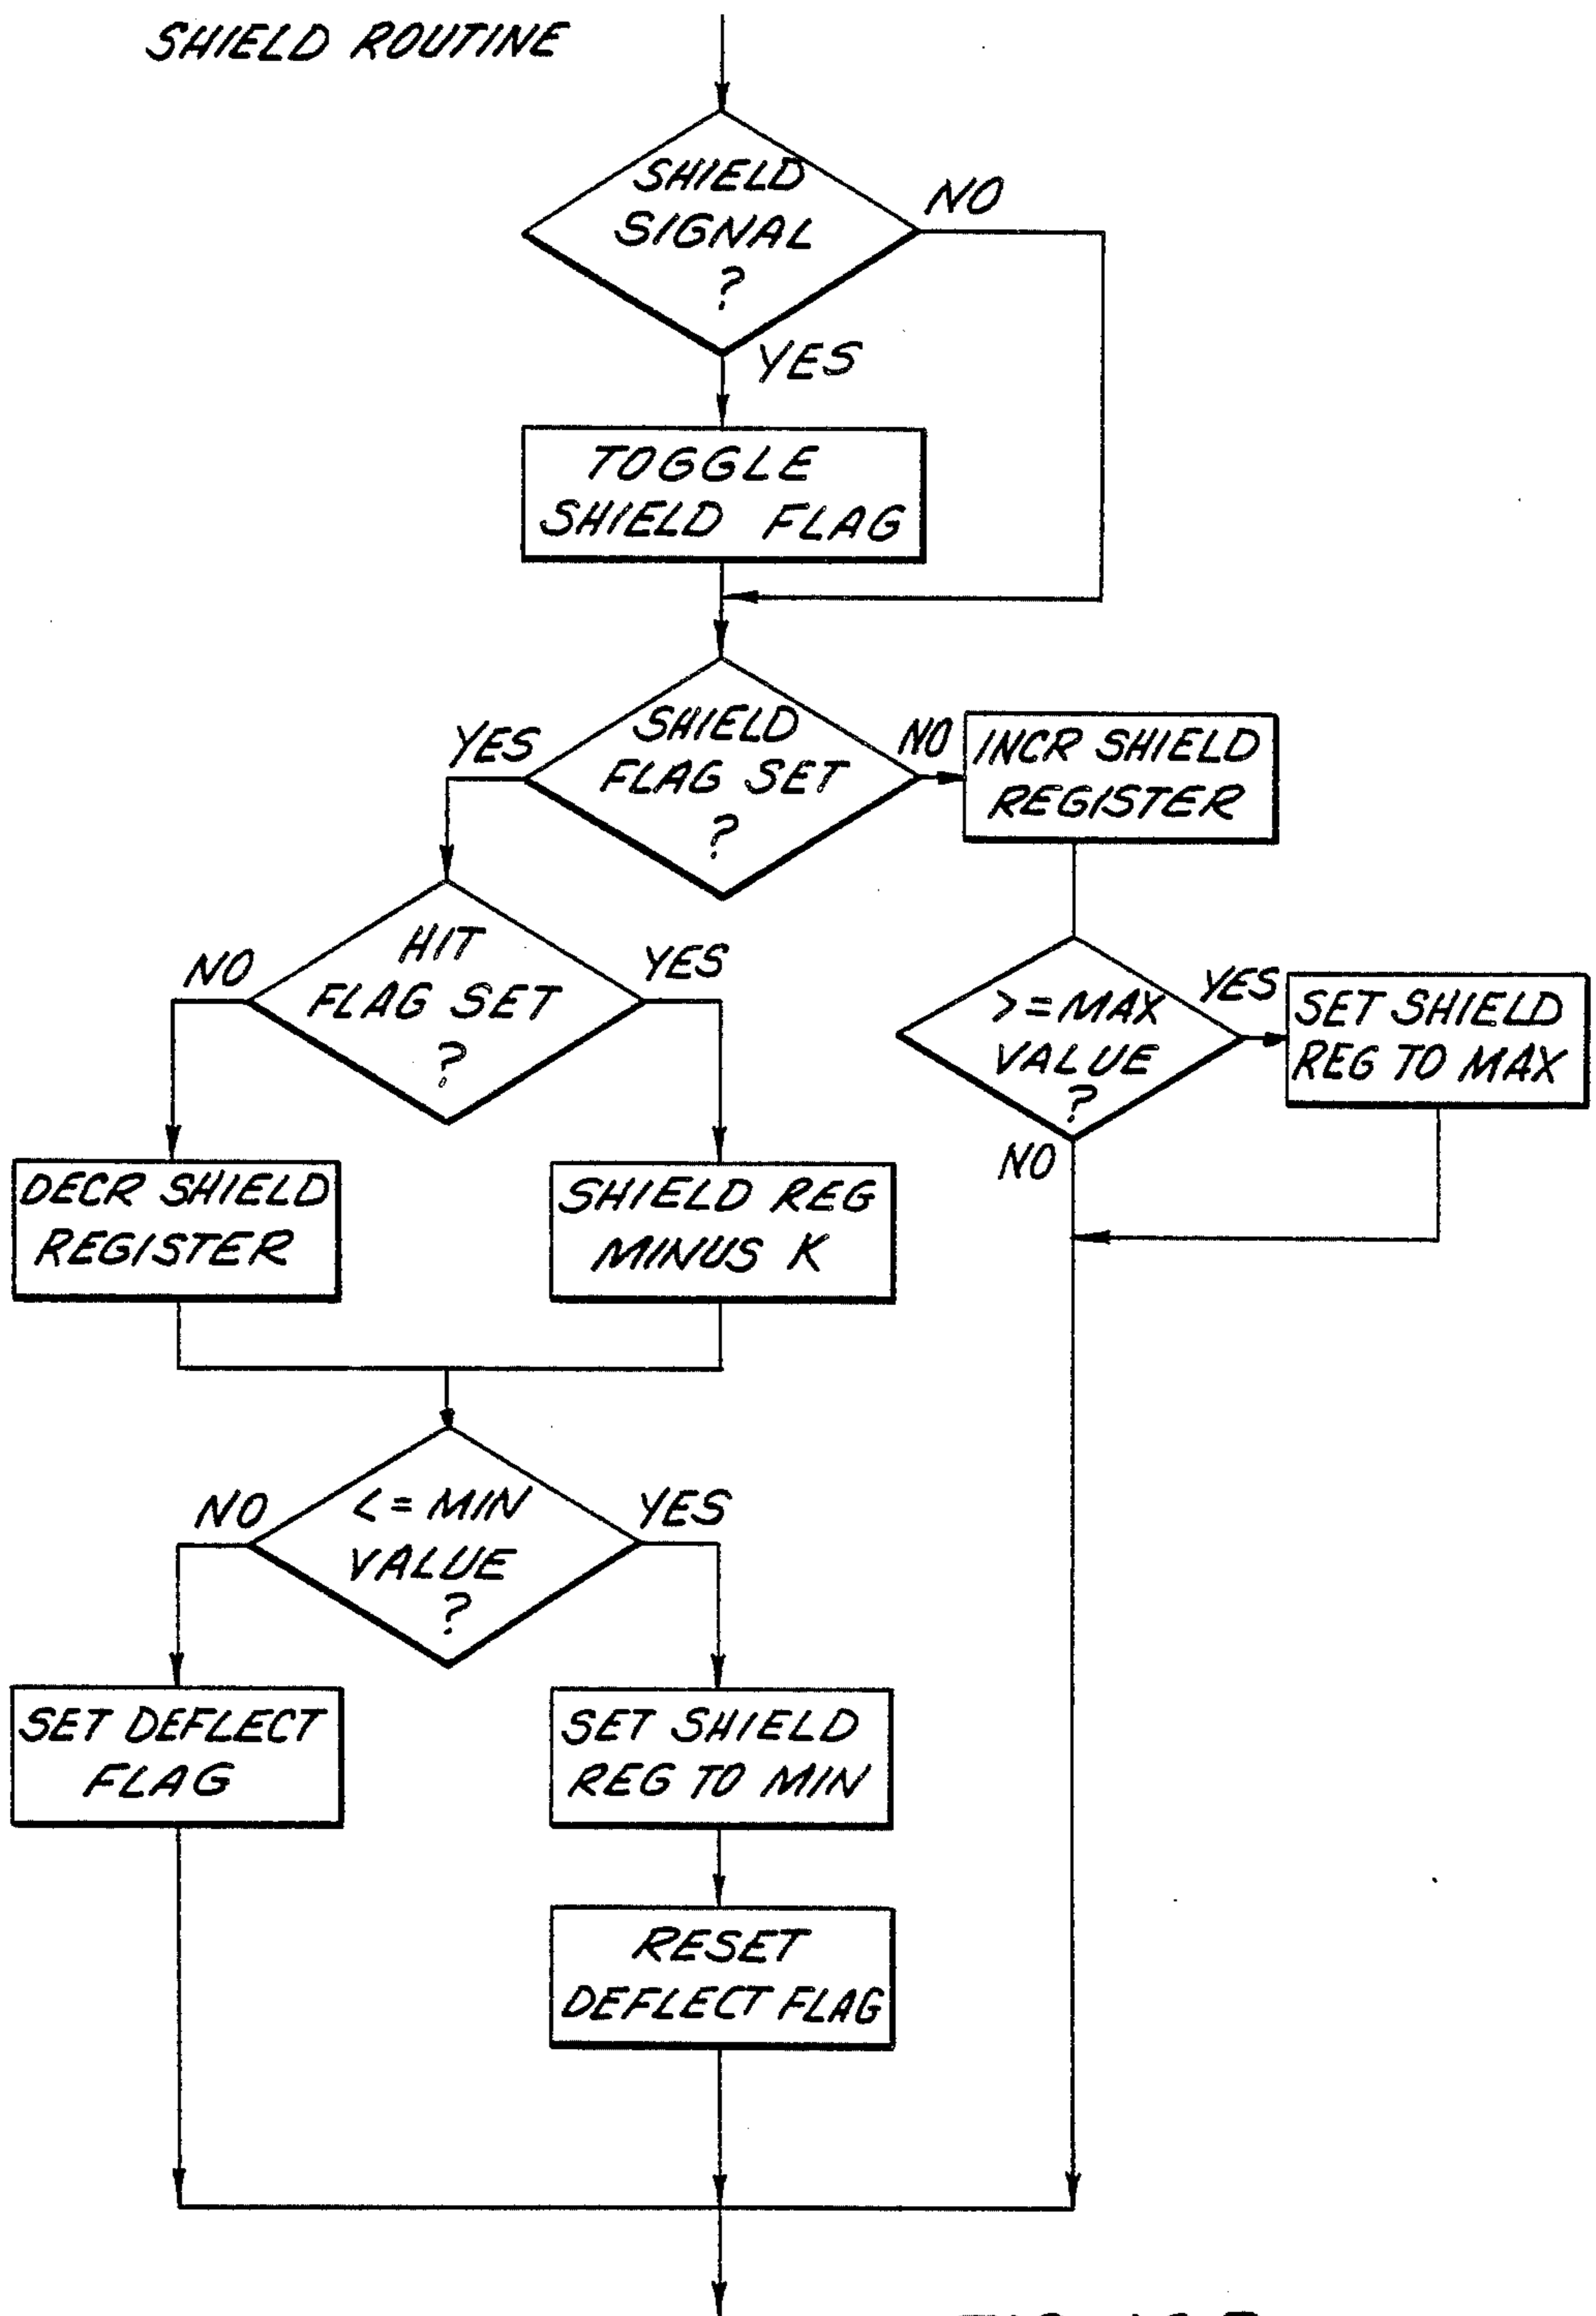 SHIELD ROUTINE
SHIELD
SIGNAL
?
NO
YES
TOGGLE
SHIELD FLAG
YES
SHIELD
FLAG SET
?
NO
INCR SHIELD
REGISTER
NO
HIT
FLAG SET
?
YES
>=MAX
VALUE
?
YES
SET SHIELD
REG TO MAX
NO
DECR SHIELD
REGISTER
SHIELD REG
MINUS K
NO
<= MIN
VALUE
?
YES
SET DEFLECT
FLAG
SET SHIELD
REG TO MIN
RESET
DEFLECT FLAG